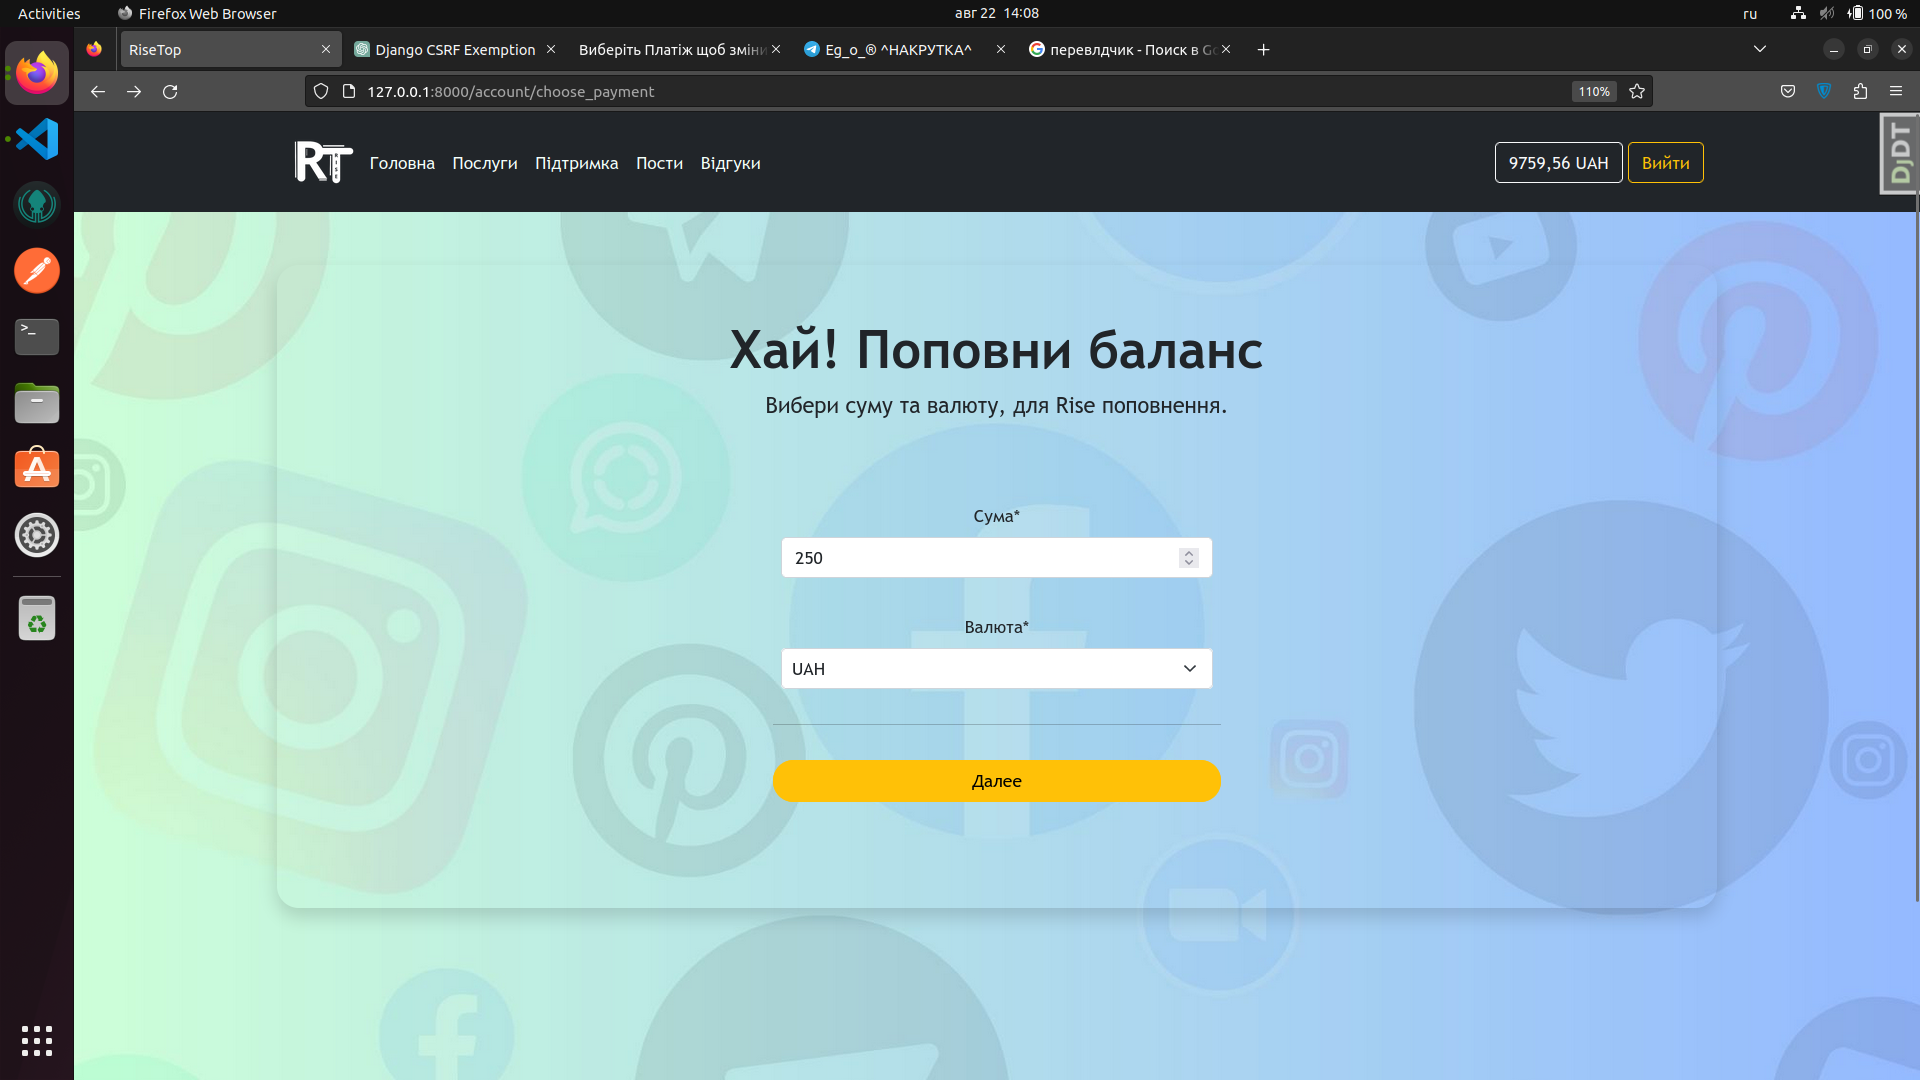 Activities
Firefox Web Browser
авг 22 14:08
ru
100 %
RiseTop
Django CSRF Exemption
Виберіть Платіж щоб зміни
Eg_o_® ^НАКРУТКА^
перевлдчик - Поиск в Go
127.0.0.1:8000/account/choose_payment
110%
RT
Головна
Послуги
Підтримка
Пости
Відгуки
9759,56 UAH
Вийти
DjDT
Хай! Поповни баланс
Вибери суму та валюту, для Rise поповнення.
Сума*
250
Валюта*
UAH
Далее